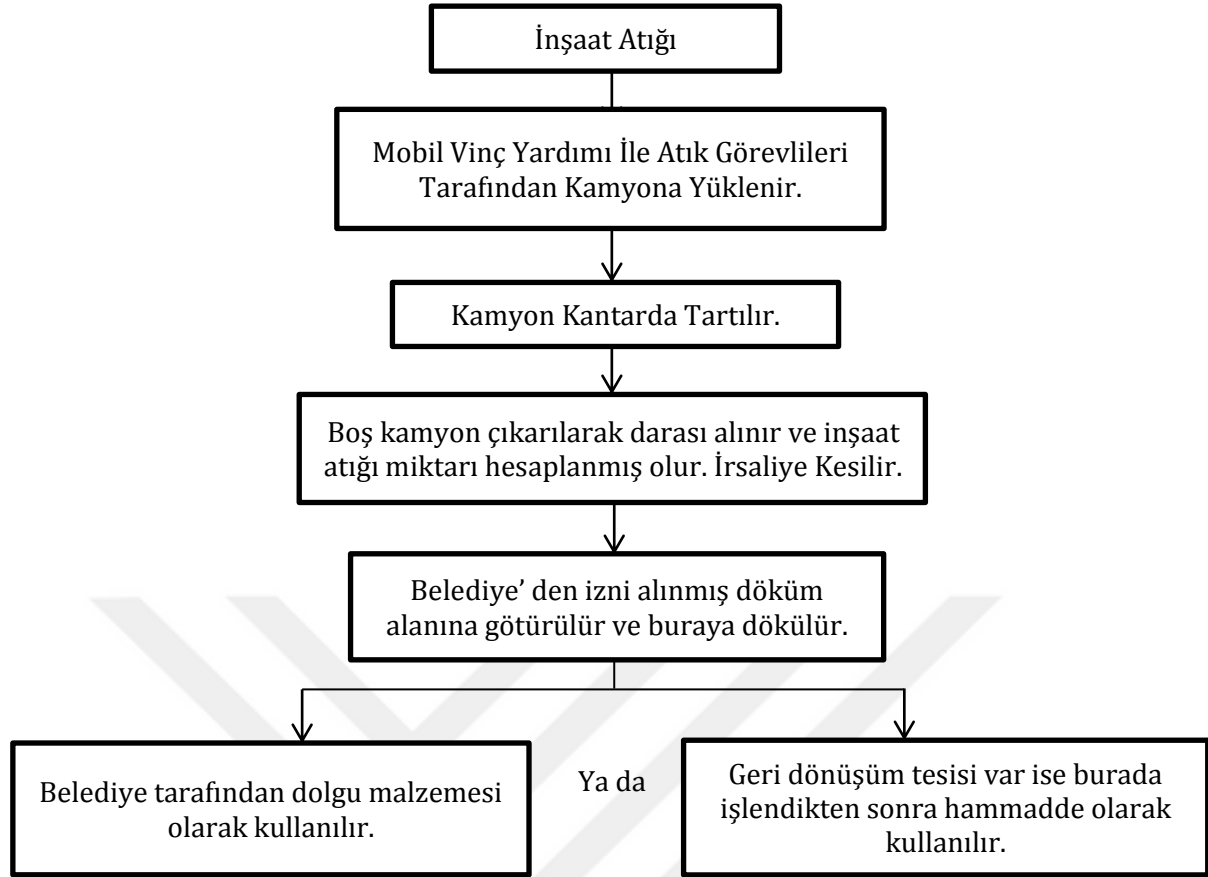 İnşaat Atığı
Mobil Vinç Yardımı İle Atık Görevlileri
Tarafından Kamyona Yüklenir.
Kamyon Kantarda Tartılır.
Boş kamyon çıkarılarak darası alınır ve inşaat
atığı miktarı hesaplanmış olur. İrsaliye Kesilir.
Belediye’ den izni alınmış döküm
alanına götürülür ve buraya dökülür.
Belediye tarafından dolgu malzemesi
olarak kullanılır.
Ya da
Geri dönüşüm tesisi var ise burada
işlendikten sonra hammadde olarak
kullanılır.